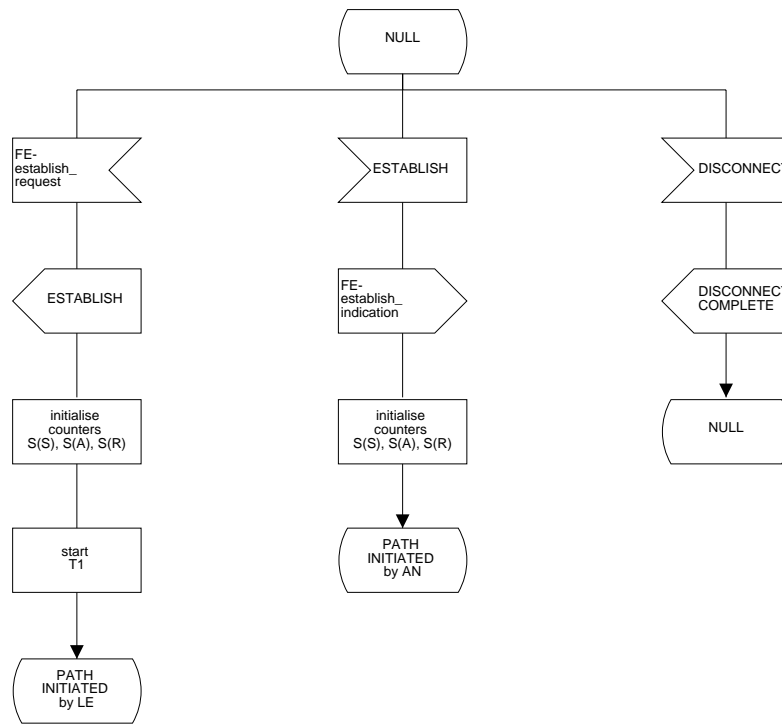 NULL
FE-
establish_
request
ESTABLISH
DISCONNECT
ESTABLISH
FE-
establish_
indication
DISCONNECT
COMPLETE
initialise
counters
S(S), S(A), S(R)
initialise
counters
S(S), S(A), S(R)
NULL
start
T1
PATH
INITIATED
by AN
PATH
INITIATED
by LE